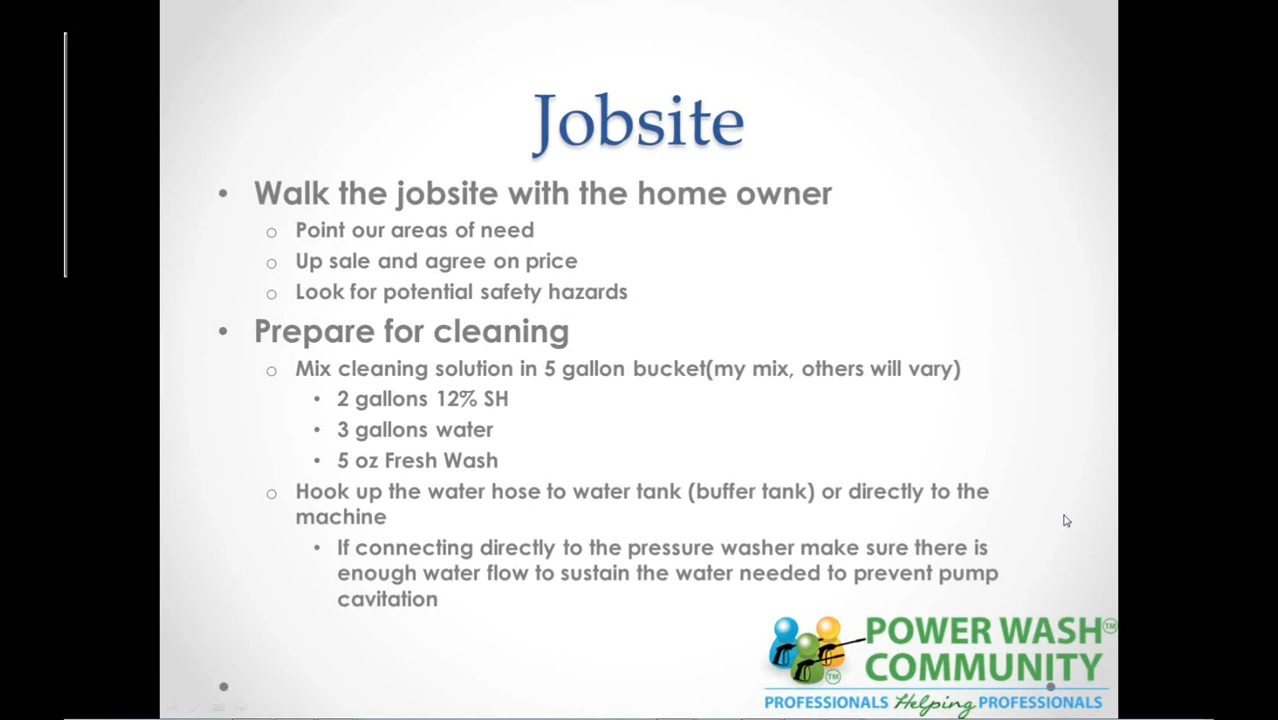 Jobsite
• Walk the jobsite with the home owner
o Point our areas of need
o Up sale and agree on price
o Look for potential safety hazards
• Prepare for cleaning
o Mix cleaning solution in 5 gallon bucket(my mix, others will vary)
• 2 gallons 12% SH
• 3 gallons water
• 5 oz Fresh Wash
o Hook up the water hose to water tank (buffer tank) or directly to the
machine
• If connecting directly to the pressure washer make sure there is
enough water flow to sustain the water needed to prevent pump
cavitation
POWER WASH TM
COMMUNITY
TM
PROFESSIONALS Helping PROFESSIONALS